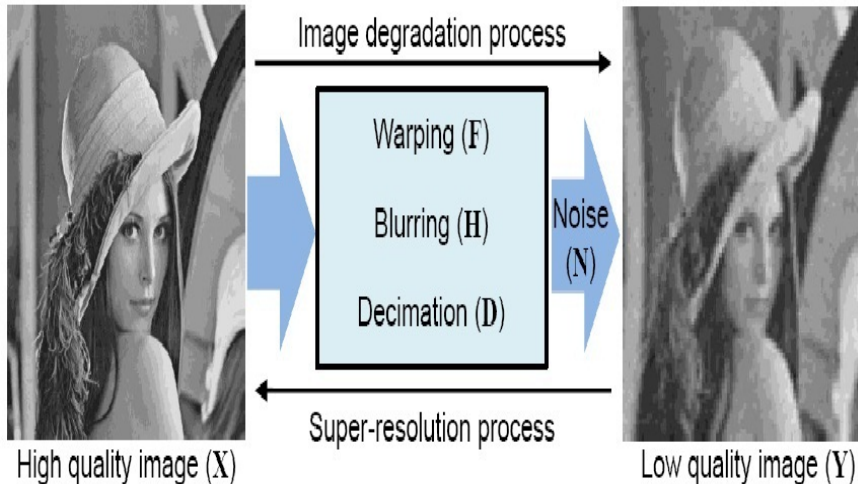 Image degradation process
Warping (F)
Blurring (H)
Decimation (D)
Noise
(N)
Super-resolution process
High quality image (X)
Low quality image (Y)